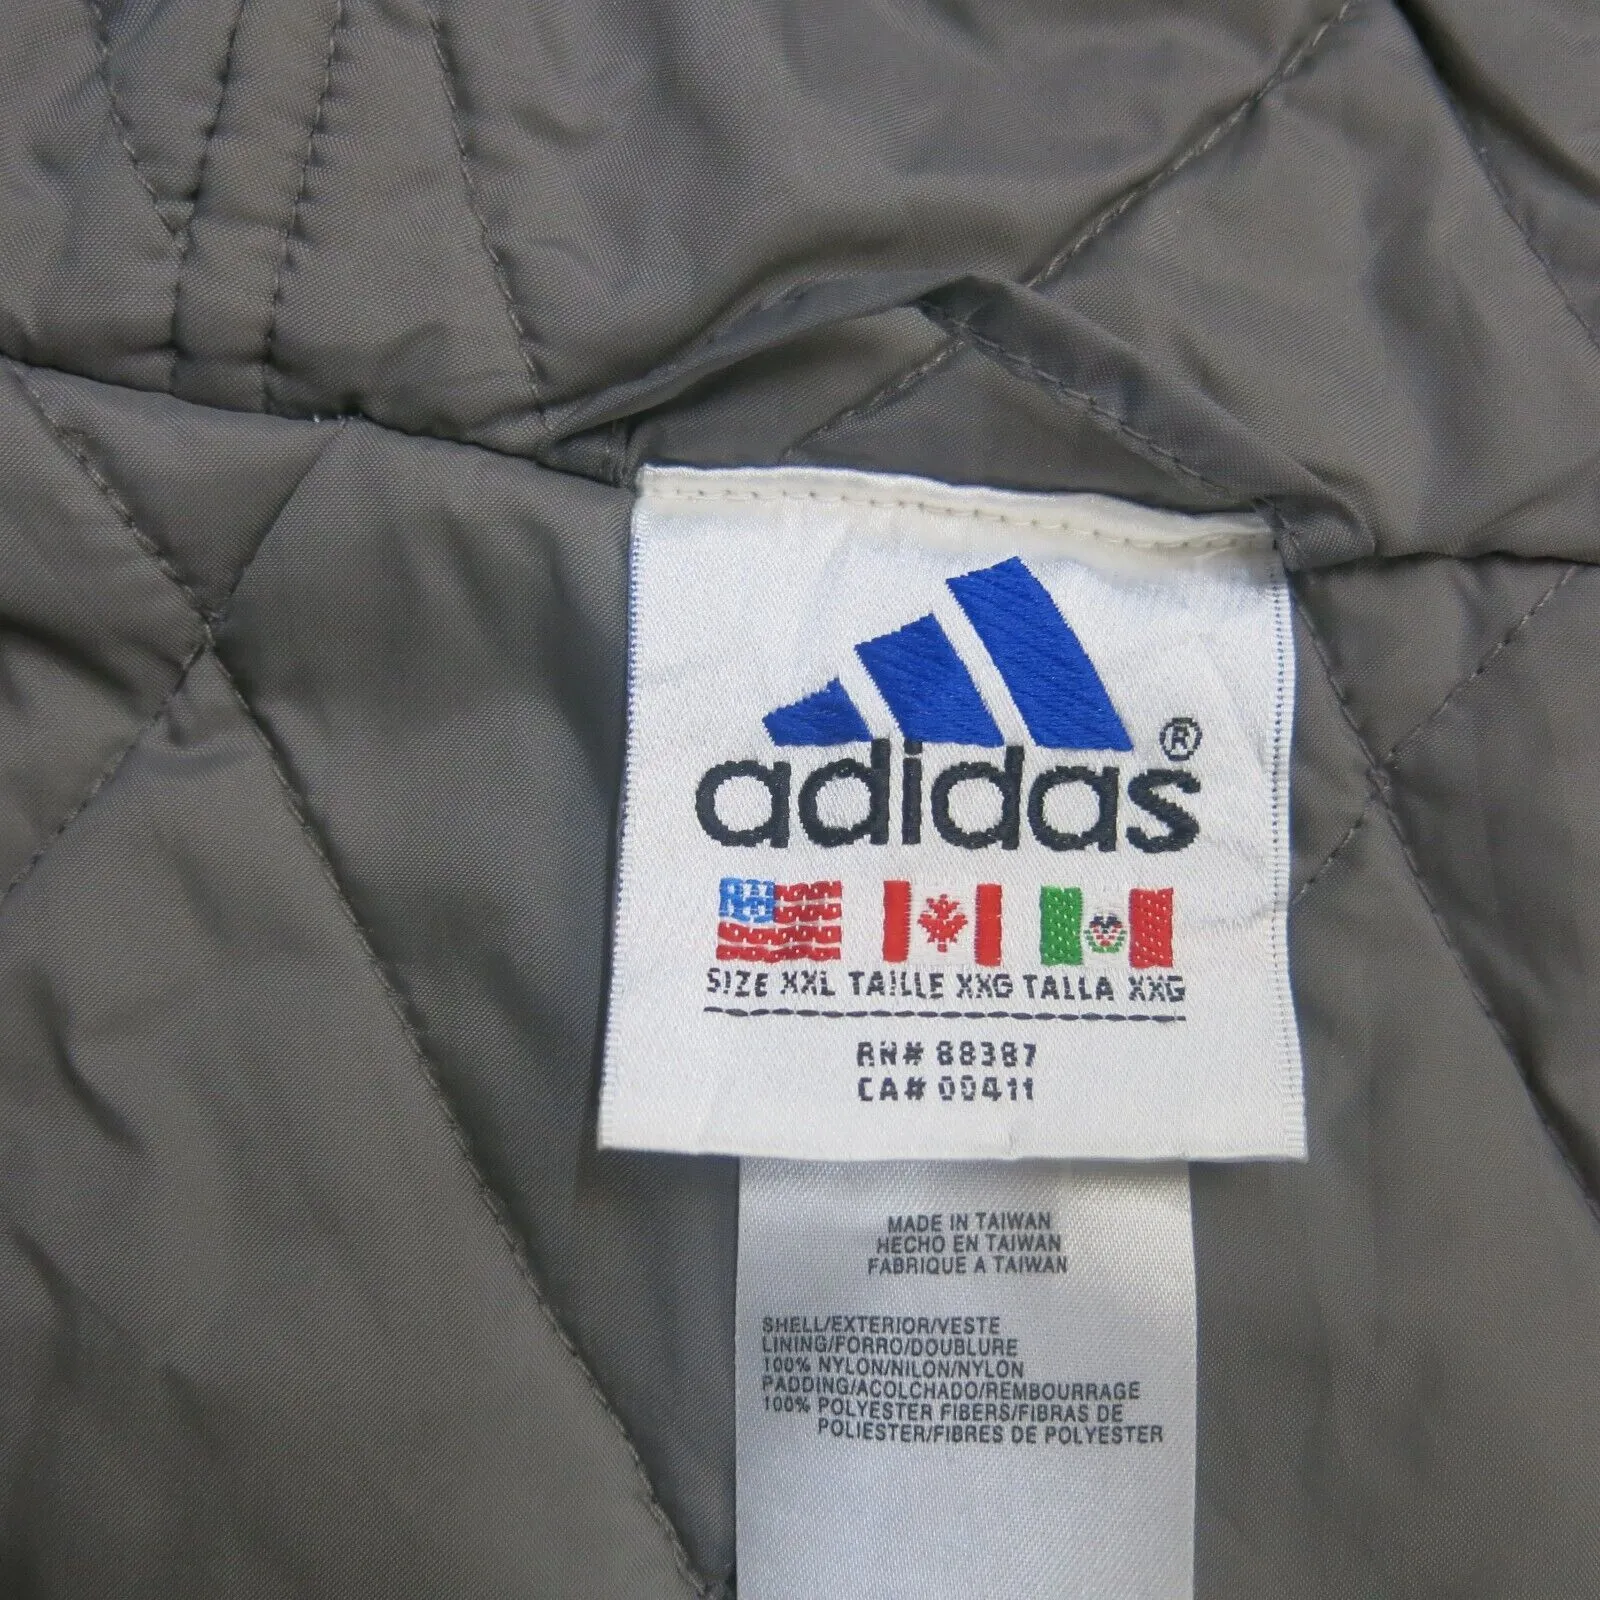 adidas®
SIZE XXL TAILLE XXG TALLA XXG
RN# 88387
CA# 00411
MADE IN TAIWAN
HECHO EN TAIWAN
FABRIQUE A TAIWAN
SHELL/EXTERIOR/VESTE
LINING/FORRO/DOUBLURE
100% NYLON/NILON/NYLON
PADDING/ACOLCHADO/REMBOURRAGE
100% POLYESTER FIBERS/FIBRAS DE
POLIESTER/FIBRES DE POLYESTER